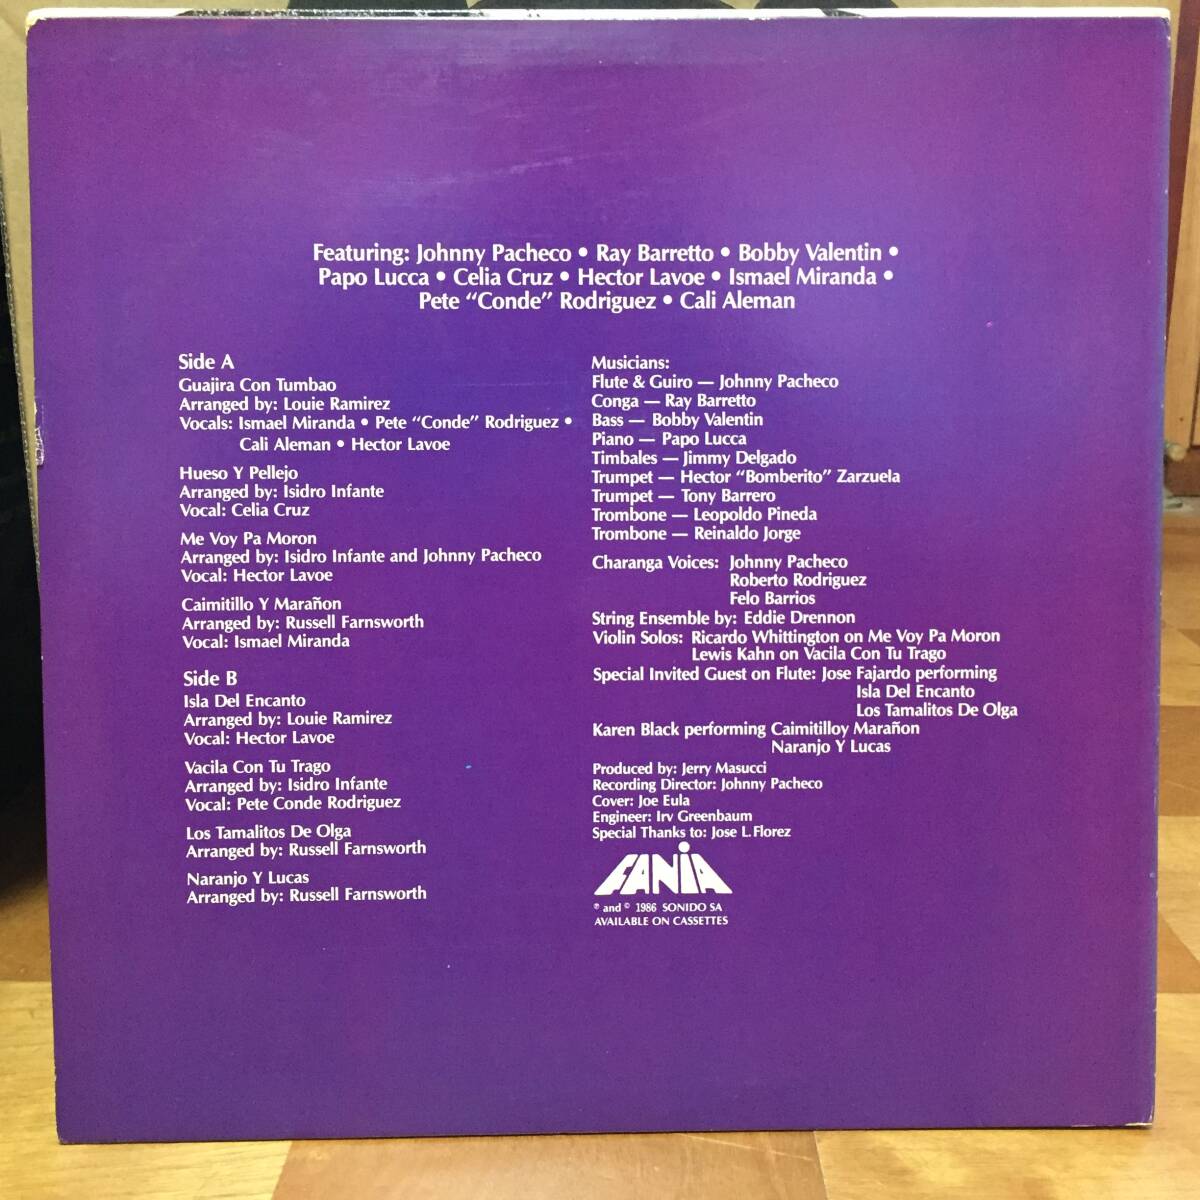 Featuring: Johnny Pacheco • Ray Barretto • Bobby Valentin •
Papo Lucca • Celia Cruz • Hector Lavoe • Ismael Miranda •
Pete “Conde” Rodriguez • Cali Aleman
Side A
Guajira Con Tumbao
Arranged by: Louie Ramirez
Vocals: Ismael Miranda • Pete “Conde” Rodriguez •
Cali Aleman • Hector Lavoe
Hueso Y Pellejo
Arranged by: Isidro Infante
Vocal: Celia Cruz
Me Voy Pa Moron
Arranged by: Isidro Infante and Johnny Pacheco
Vocal: Hector Lavoe
Caimitillo Y Marañon
Arranged by: Russell Farnsworth
Vocal: Ismael Miranda
Side B
Isla Del Encanto
Arranged by: Louie Ramirez
Vocal: Hector Lavoe
Vacila Con Tu Trago
Arranged by: Isidro Infante
Vocal: Pete Conde Rodriguez
Los Tamalitos De Olga
Arranged by: Russell Farnsworth
Naranjo Y Lucas
Arranged by: Russell Farnsworth
Musicians:
Flute & Guiro — Johnny Pacheco
Conga — Ray Barretto
Bass — Bobby Valentin
Piano — Papo Lucca
Timbales — Jimmy Delgado
Trumpet — Hector “Bomberito” Zarzuela
Trumpet — Tony Barrero
Trombone — Leopoldo Pineda
Trombone — Reinaldo Jorge
Charanga Voices: Johnny Pacheco
Roberto Rodriguez
Felo Barrios
String Ensemble by: Eddie Drennon
Violin Solos: Ricardo Whittington on Me Voy Pa Moron
Lewis Kahn on Vacila Con Tu Trago
Special Invited Guest on Flute: Jose Fajardo performing
Isla Del Encanto
Los Tamalitos De Olga
Karen Black performing Caimitilloy Marañon
Naranjo Y Lucas
Produced by: Jerry Masucci
Recording Director: Johnny Pacheco
Cover: Joe Eula
Engineer: Irv Greenbaum
Special Thanks to: Jose L. Florez
FANIA
℗ and © 1986 SONIDO SA
AVAILABLE ON CASSETTES